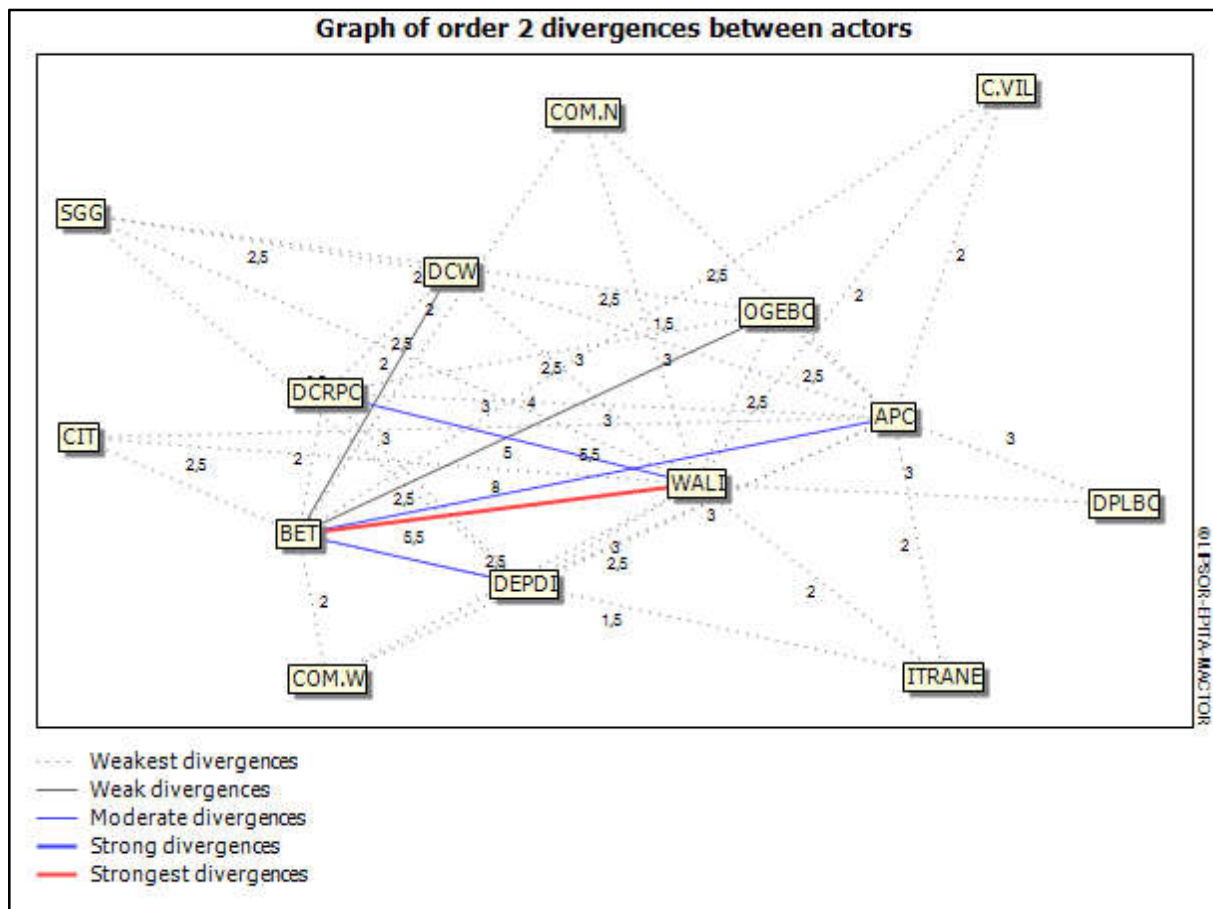 Graph of order 2 divergences between actors
C.VIL
COM.N
SGG
2,5
DCW
2
2,5
2
2
2,5
OGEBC
2
2,5
1,5
2,5
2
3
3
2,5
2,5
DCRPC
3
4
2,5
3
APC
CIT
3
2,5
2
5
5,5
3
3
WALI
8
2,5
DPLBC
BET
5,5
3
3
2
2,5
2,5
DEPDI
2
2
1,5
COM.W
ITRANE
©LIPSOR-EPITA-MACTOR
Weakest divergences
Weak divergences
Moderate divergences
Strong divergences
Strongest divergences